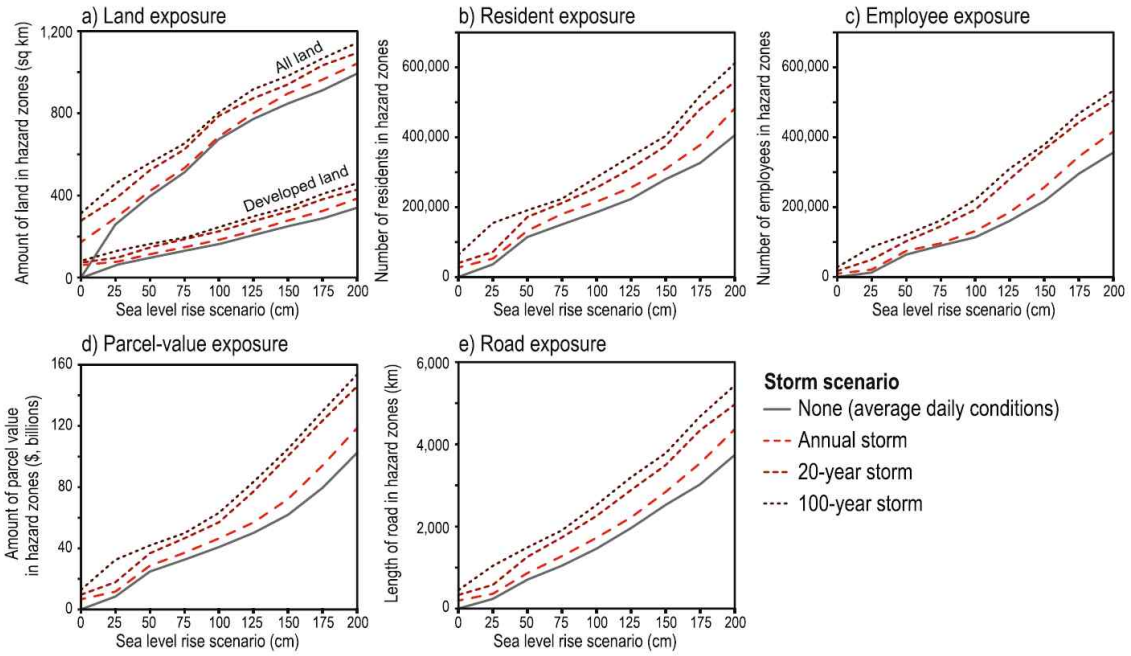 a) Land exposure
Amount of land in hazard zones (sq km)
1,200
800
400
0
All land
Developed land
0 25 50 75 100 125 150 175 200
Sea level rise scenario (cm)
b) Resident exposure
Number of residents in hazard zones
600,000
400,000
200,000
0
0 25 50 75 100 125 150 175 200
Sea level rise scenario (cm)
c) Employee exposure
Number of employees in hazard zones
600,000
400,000
200,000
0
0 25 50 75 100 125 150 175 200
Sea level rise scenario (cm)
d) Parcel-value exposure
Amount of parcel value
in hazard zones ($, billions)
160
120
80
40
0
0 25 50 75 100 125 150 175 200
Sea level rise scenario (cm)
e) Road exposure
Length of road in hazard zones (km)
6,000
4,000
2,000
0
0 25 50 75 100 125 150 175 200
Sea level rise scenario (cm)
Storm scenario
None (average daily conditions)
Annual storm
20-year storm
100-year storm